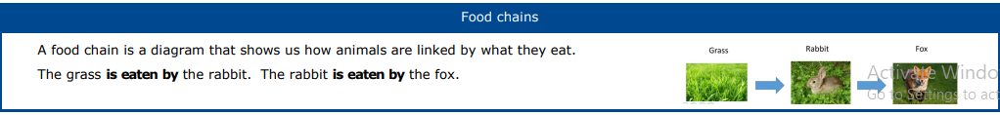 Food chains
A food chain is a diagram that shows us how animals are linked by what they eat.
The grass is eaten by the rabbit. The rabbit is eaten by the fox.
Grass
Rabbit
Fox
Activate Windo
Go to Settings to act